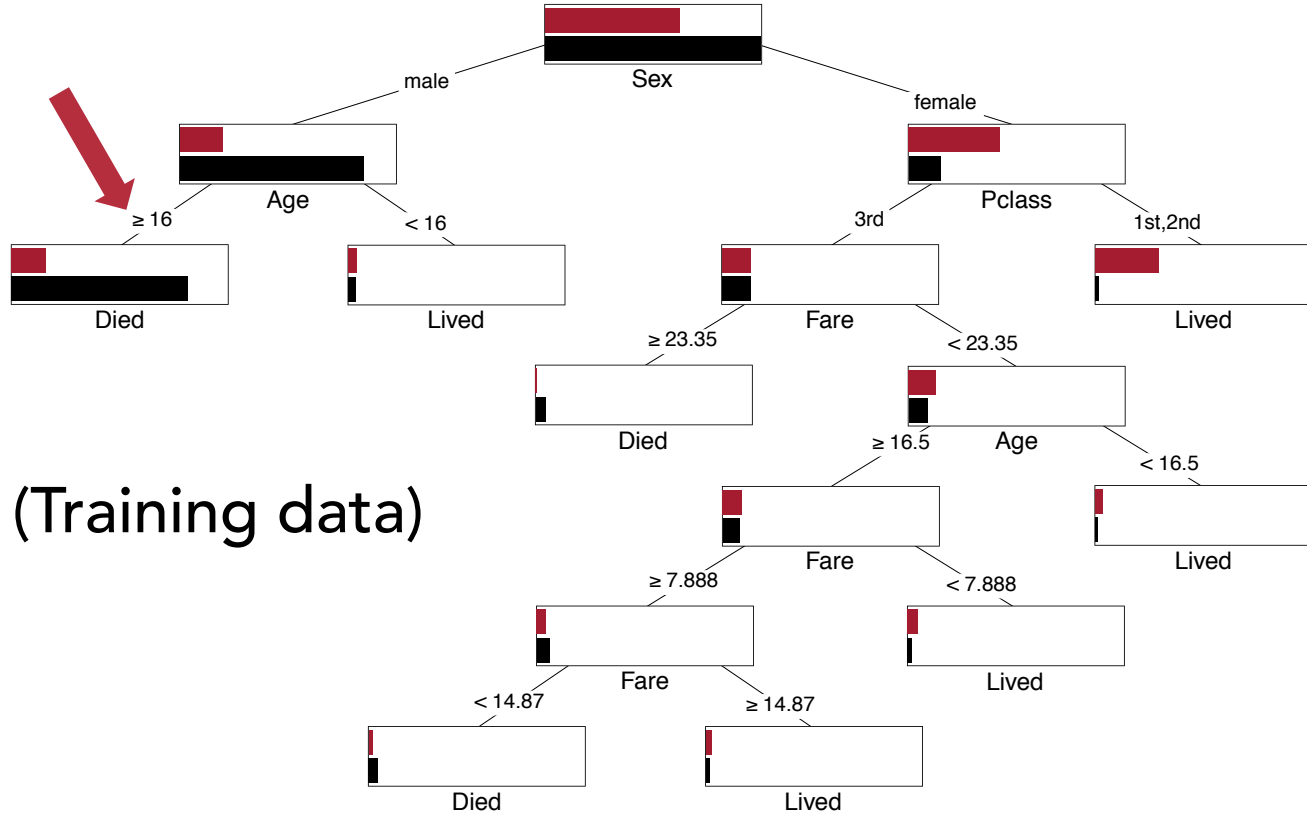 Sex
male
female
Age
Pclass
≥ 16
< 16
3rd
1st,2nd
Died
Lived
Fare
Lived
≥ 23.35
< 23.35
Died
Age
≥ 16.5
< 16.5
(Training data)
Fare
Lived
≥ 7.888
< 7.888
Fare
Lived
< 14.87
≥ 14.87
Died
Lived